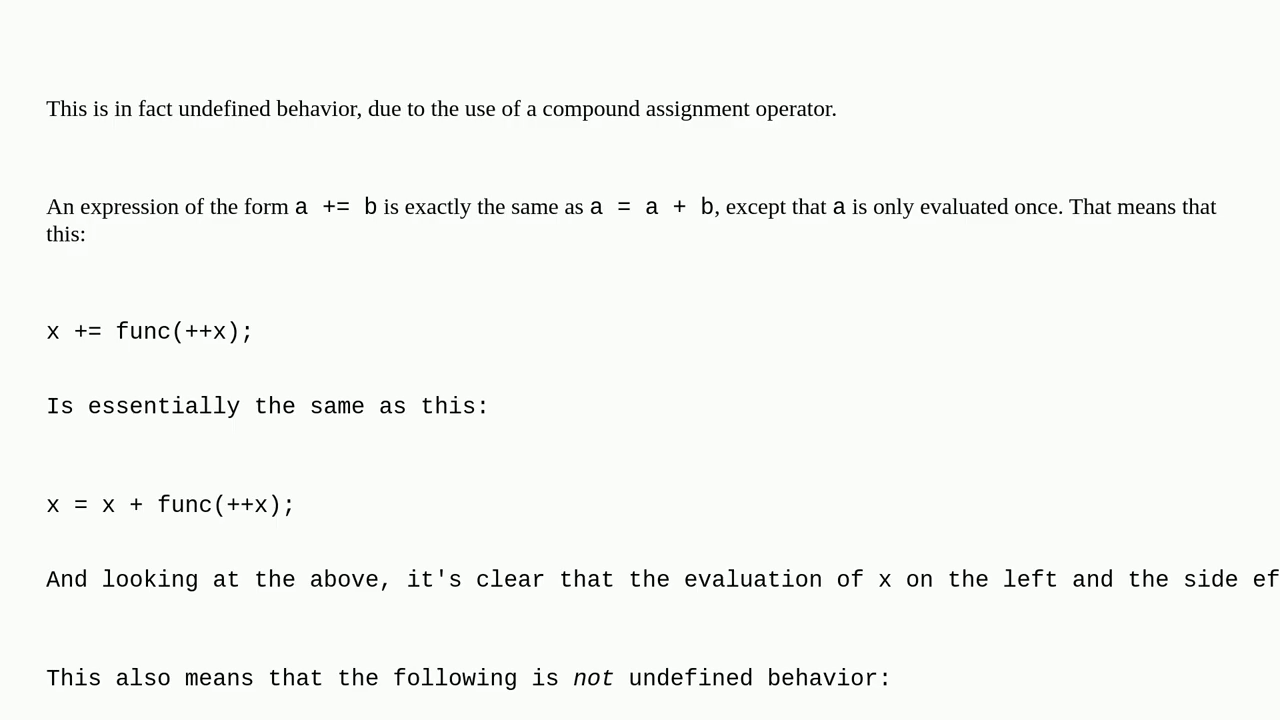 This is in fact undefined behavior, due to the use of a compound assignment operator.
An expression of the form a += b is exactly the same as a = a + b, except that a is only evaluated once. That means that
this:
x += func(++x);
Is essentially the same as this:
x = x + func(++x);
And looking at the above, it's clear that the evaluation of x on the left and the side ef
This also means that the following is not undefined behavior: